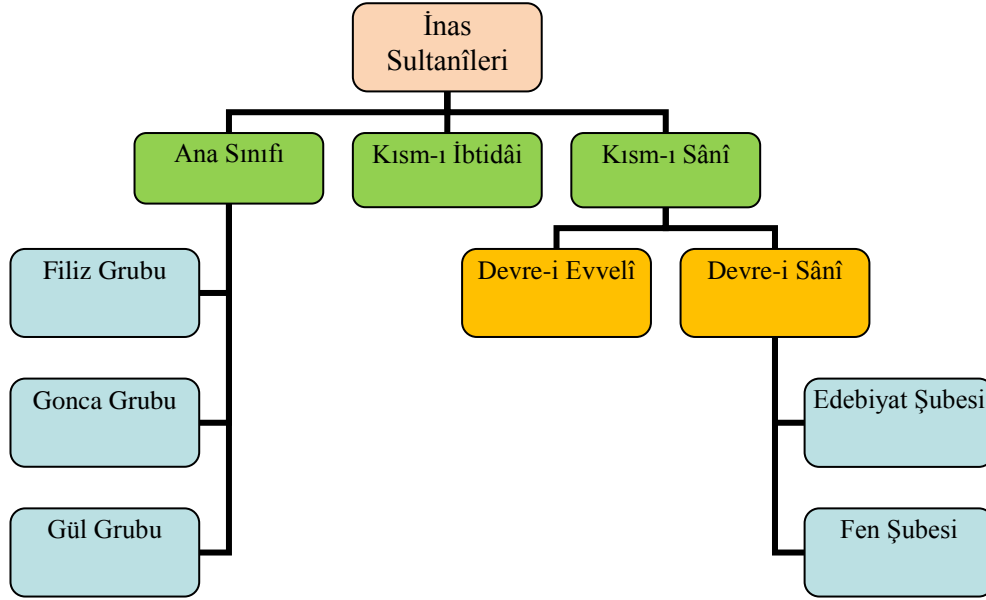 İnas
Sultanîleri
Ana Sınıfı
Kısm-ı İbtidâi
Kısm-ı Sânî
Filiz Grubu
Devre-i Evvelî
Devre-i Sânî
Gonca Grubu
Edebiyat Şubesi
Gül Grubu
Fen Şubesi